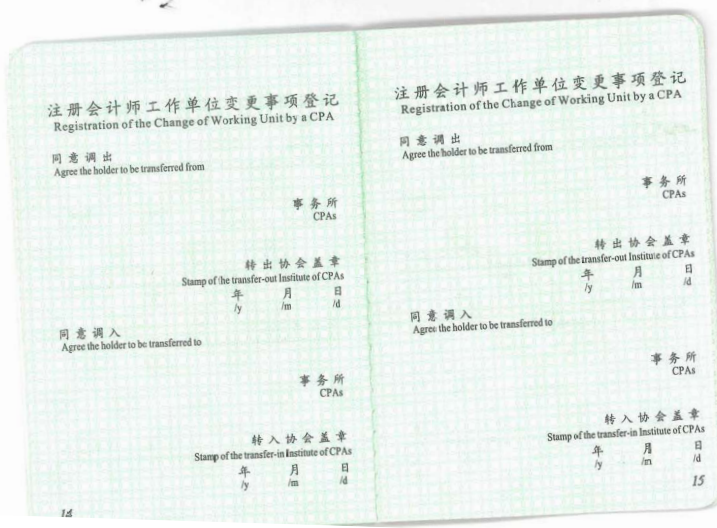 注册会计师工作单位变更事项登记
Registration of the Change of Working Unit by a CPA
同意调出
Agree the holder to be transferred from
事务所
CPAs
转出协会盖章
Stamp of the transfer-out Institute of CPAs
年 月 日
/y /m /d
同意调入
Agree the holder to be transferred to
事务所
CPAs
转入协会盖章
Stamp of the transfer-in Institute of CPAs
年 月 日
/y /m /d
14
注册会计师工作单位变更事项登记
Registration of the Change of Working Unit by a CPA
同意调出
Agree the holder to be transferred from
事务所
CPAs
转出协会盖章
Stamp of the transfer-out Institute of CPAs
年 月 日
/y /m /d
同意调入
Agree the holder to be transferred to
事务所
CPAs
转入协会盖章
Stamp of the transfer-in Institute of CPAs
年 月 日
/y /m /d
15